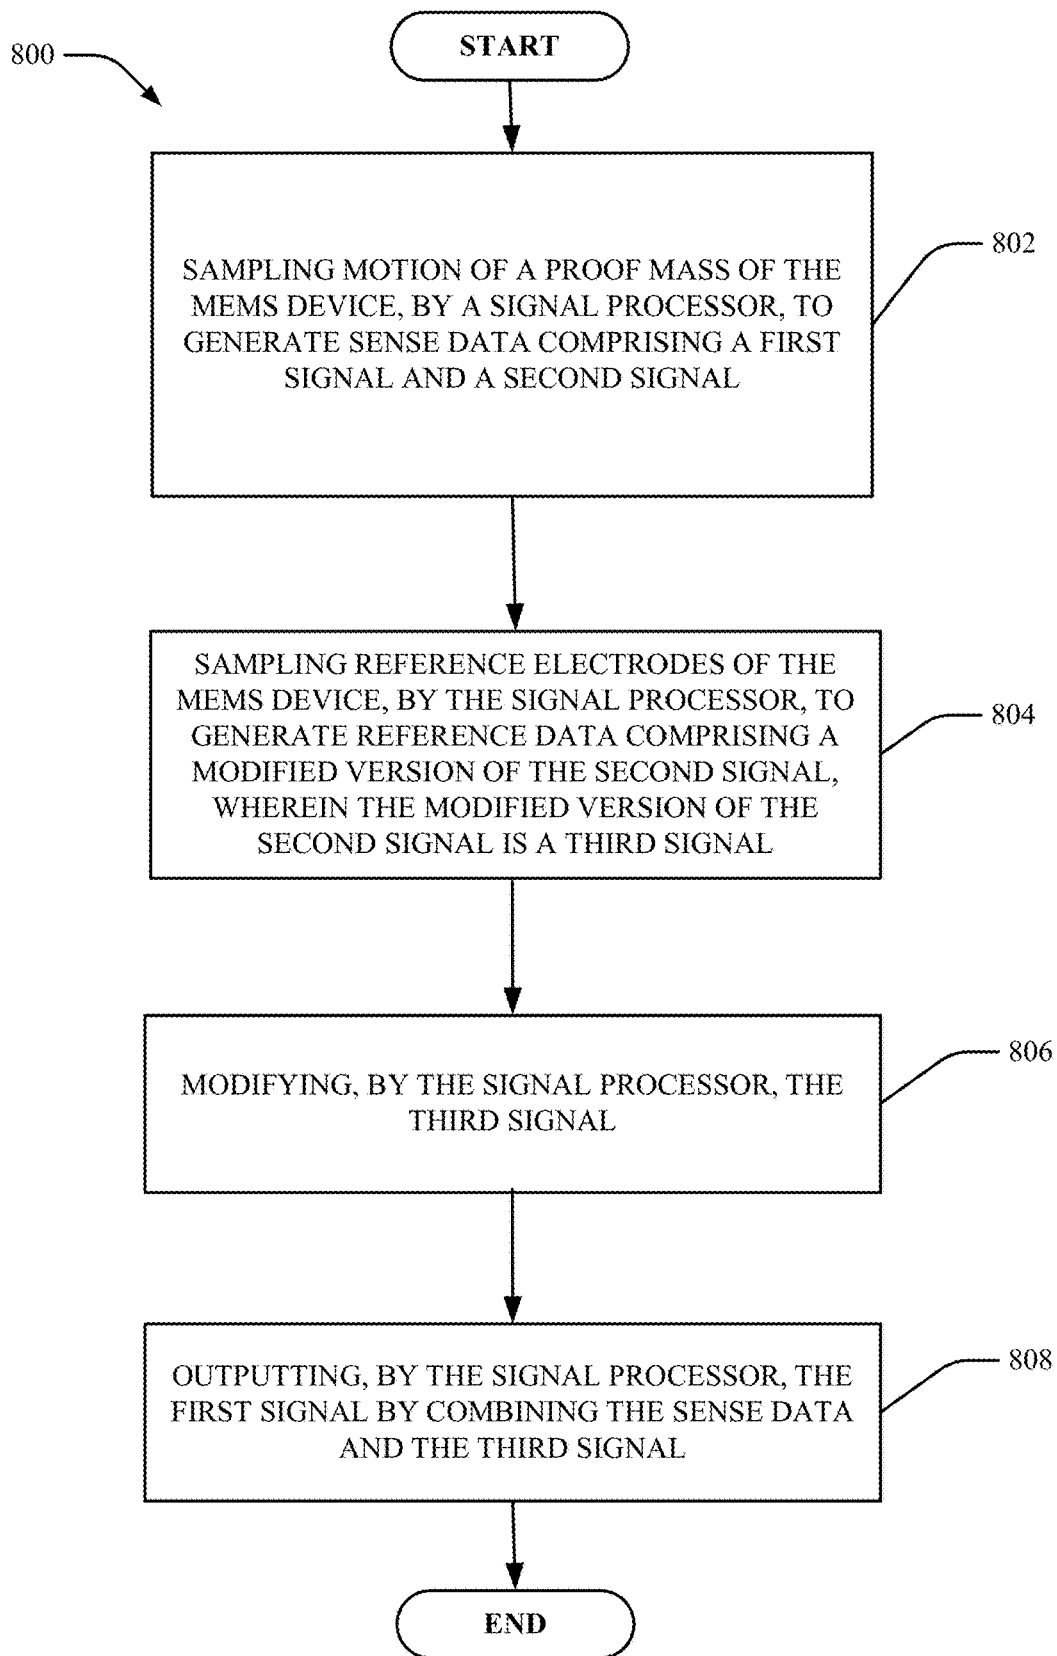 START
800
SAMPLING MOTION OF A PROOF MASS OF THE
MEMS DEVICE, BY A SIGNAL PROCESSOR, TO
GENERATE SENSE DATA COMPRISING A FIRST
SIGNAL AND A SECOND SIGNAL
802
SAMPLING REFERENCE ELECTRODES OF THE
MEMS DEVICE, BY THE SIGNAL PROCESSOR, TO
GENERATE REFERENCE DATA COMPRISING A
MODIFIED VERSION OF THE SECOND SIGNAL,
WHEREIN THE MODIFIED VERSION OF THE
SECOND SIGNAL IS A THIRD SIGNAL
804
MODIFYING, BY THE SIGNAL PROCESSOR, THE
THIRD SIGNAL
806
OUTPUTTING, BY THE SIGNAL PROCESSOR, THE
FIRST SIGNAL BY COMBINING THE SENSE DATA
AND THE THIRD SIGNAL
808
END